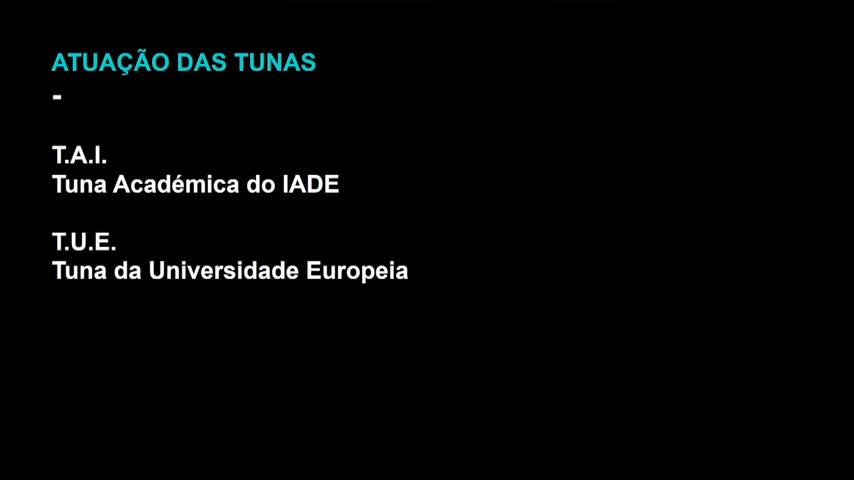 ATUAÇÃO DAS TUNAS
-
T.A.I.
Tuna Académica do IADE
T.U.E.
Tuna da Universidade Europeia